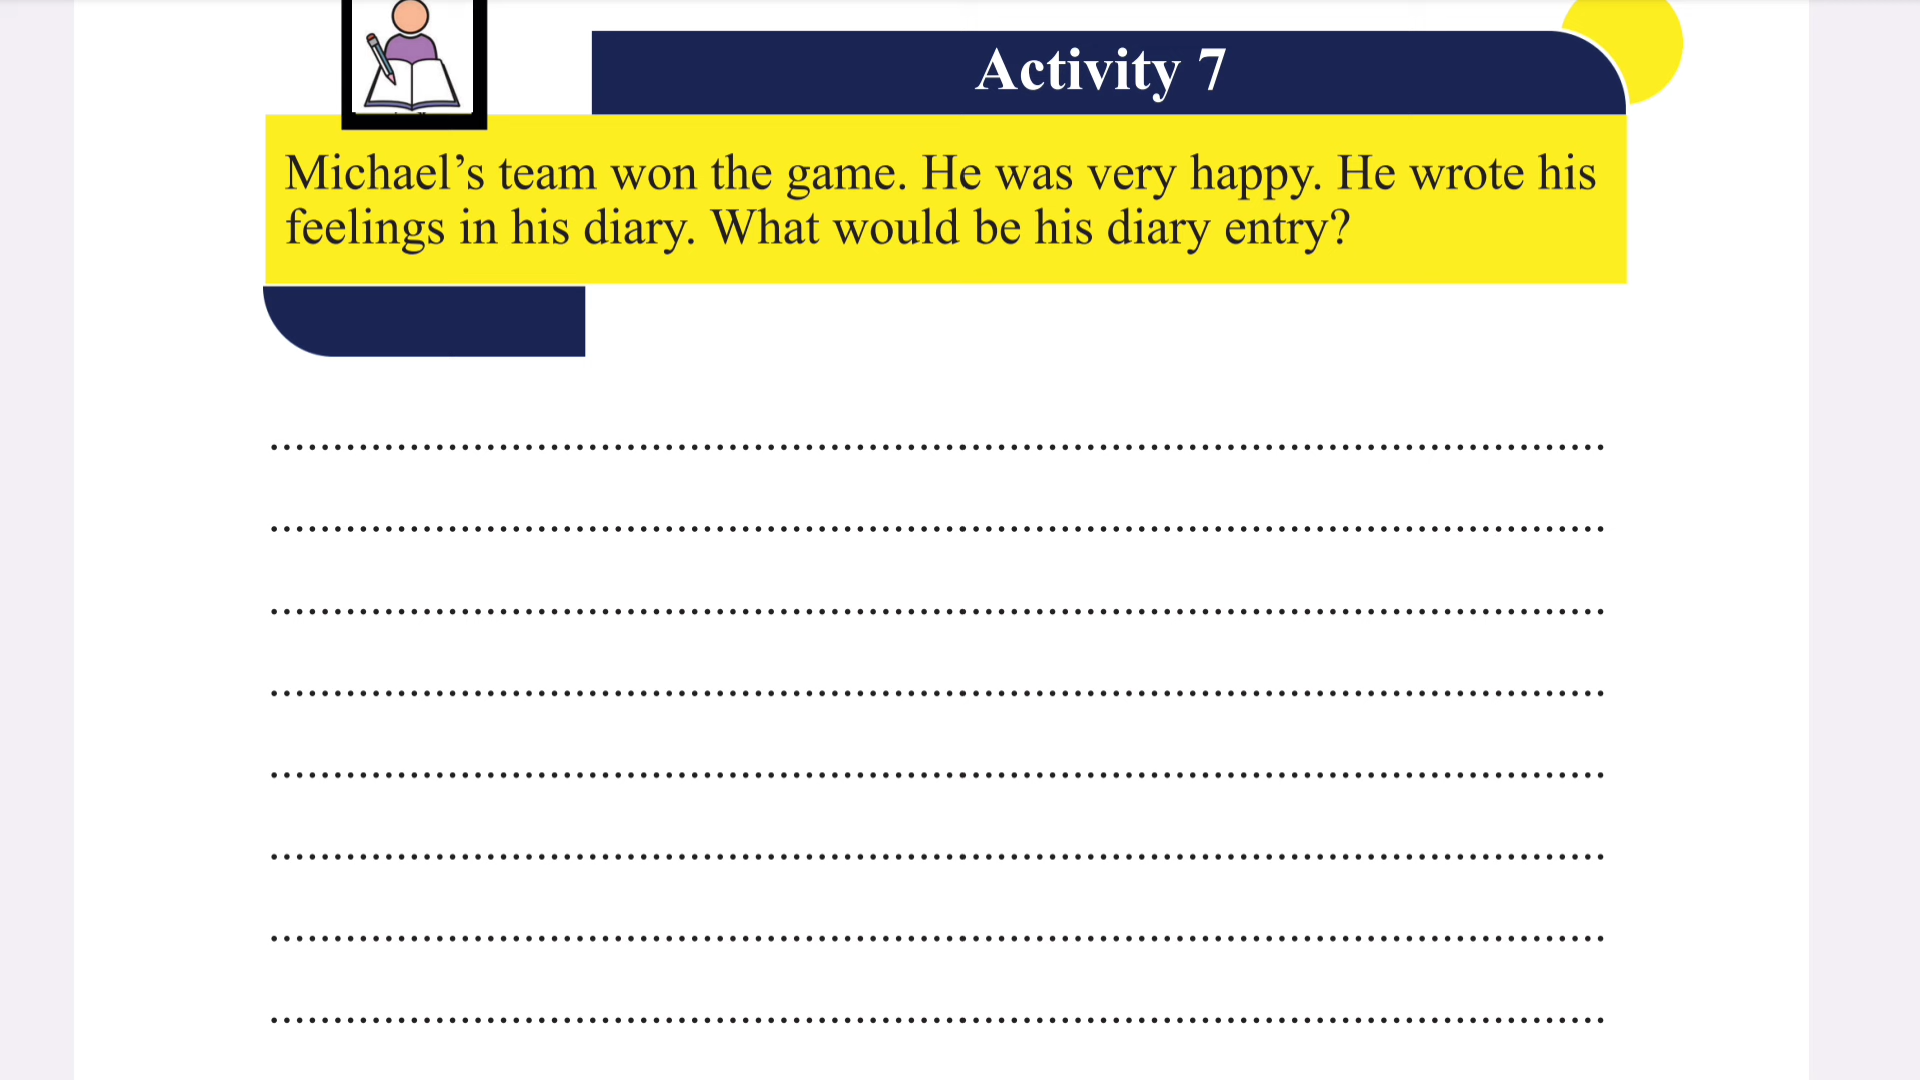 Activity 7
Michael’s team won the game. He was very happy. He wrote his
feelings in his diary. What would be his diary entry?